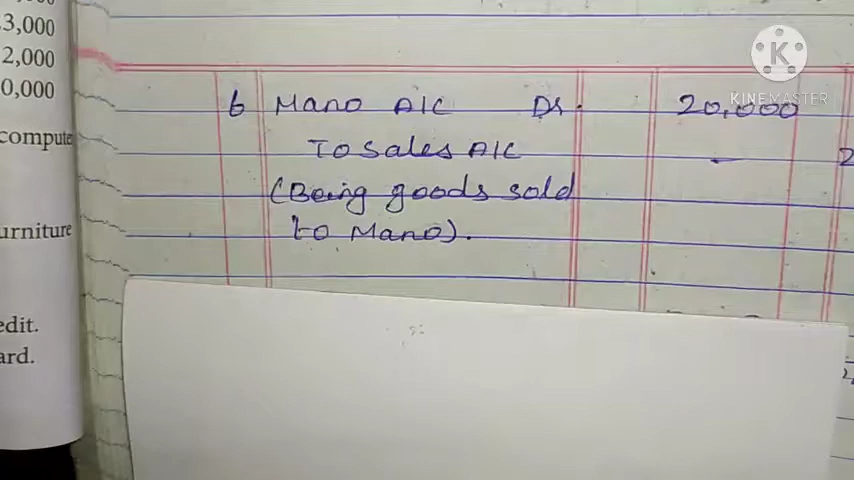 3,000
2,000
0,000
compute
urniture
edit.
ard.
KINEMASTER
6 Mano A/C Dr. 20,000
To Sales A/C 2
(Being goods sold
to Mano).